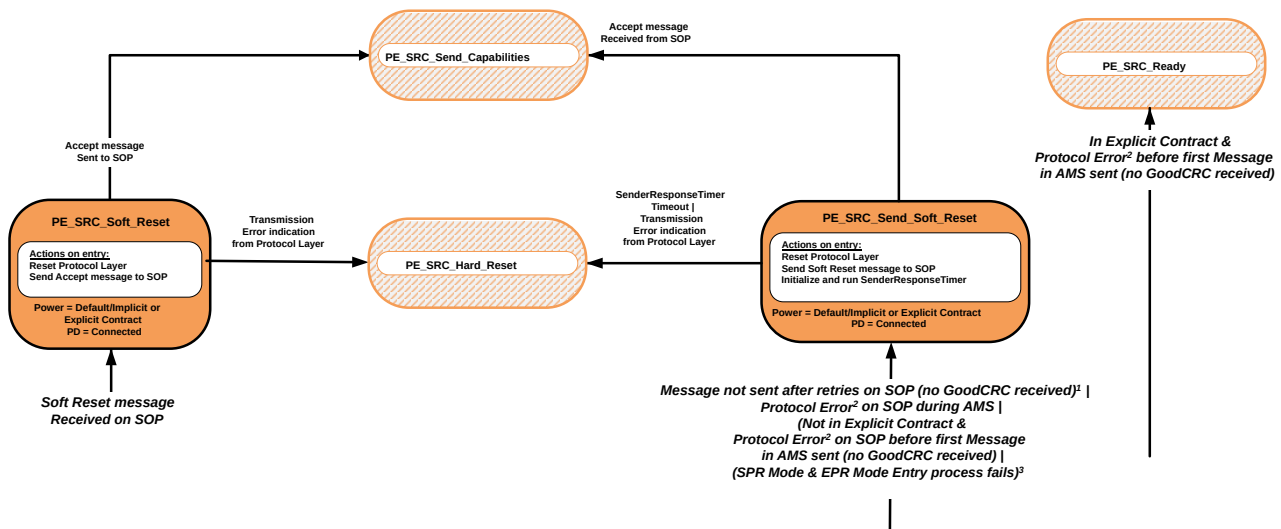 Accept message
Received from SOP
PE_SRC_Send_Capabilities
PE_SRC_Ready
Accept message
Sent to SOP
In Explicit Contract &
Protocol Error² before first Message
in AMS sent (no GoodCRC received)
PE_SRC_Soft_Reset
Actions on entry:
Reset Protocol Layer
Send Accept message to SOP
Power = Default/Implicit or
Explicit Contract
PD = Connected
Transmission
Error indication
from Protocol Layer
PE_SRC_Hard_Reset
SenderResponseTimer
Timeout |
Transmission
Error indication
from Protocol Layer
PE_SRC_Send_Soft_Reset
Actions on entry:
Reset Protocol Layer
Send Soft Reset message to SOP
Initialize and run SenderResponseTimer
Power = Default/Implicit or Explicit Contract
PD = Connected
Soft Reset message
Received on SOP
Message not sent after retries on SOP (no GoodCRC received)¹ |
Protocol Error² on SOP during AMS |
(Not in Explicit Contract &
Protocol Error² on SOP before first Message
in AMS sent (no GoodCRC received) |
(SPR Mode & EPR Mode Entry process fails)³